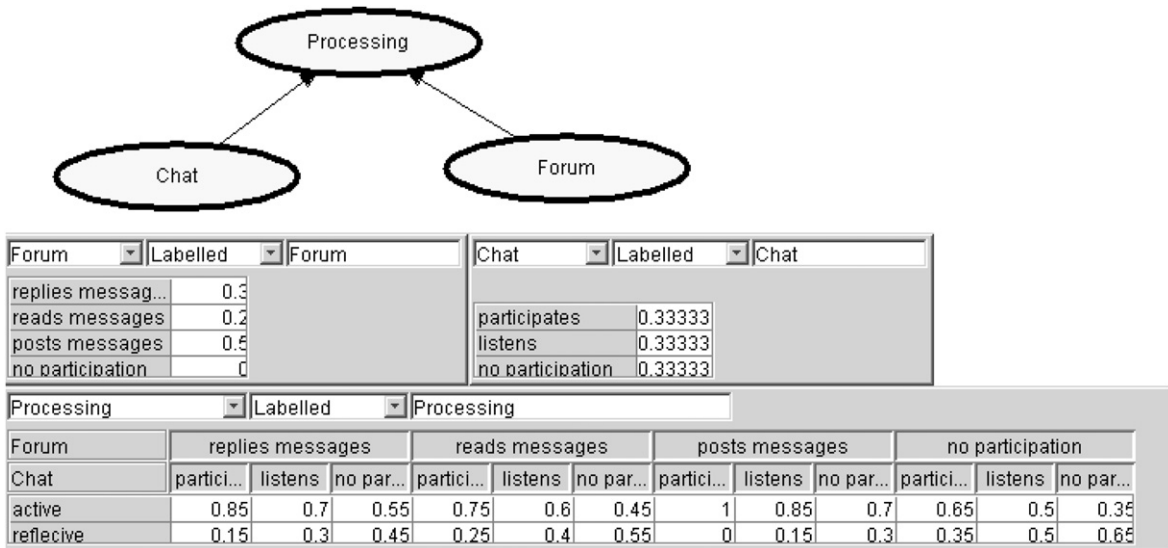 Processing
Chat
Forum
Forum Labelled Forum
replies messag... 0.3
reads messages 0.2
posts messages 0.5
no participation 0
Chat Labelled Chat
participates 0.33333
listens 0.33333
no participation 0.33333
Processing Labelled Processing
Forum replies messages reads messages posts messages no participation
Chat partici... listens no par... partici... listens no par... partici... listens no par... partici... listens no par...
active 0.85 0.7 0.55 0.75 0.6 0.45 1 0.85 0.7 0.65 0.5 0.35
reflecive 0.15 0.3 0.45 0.25 0.4 0.55 0 0.15 0.3 0.35 0.5 0.65